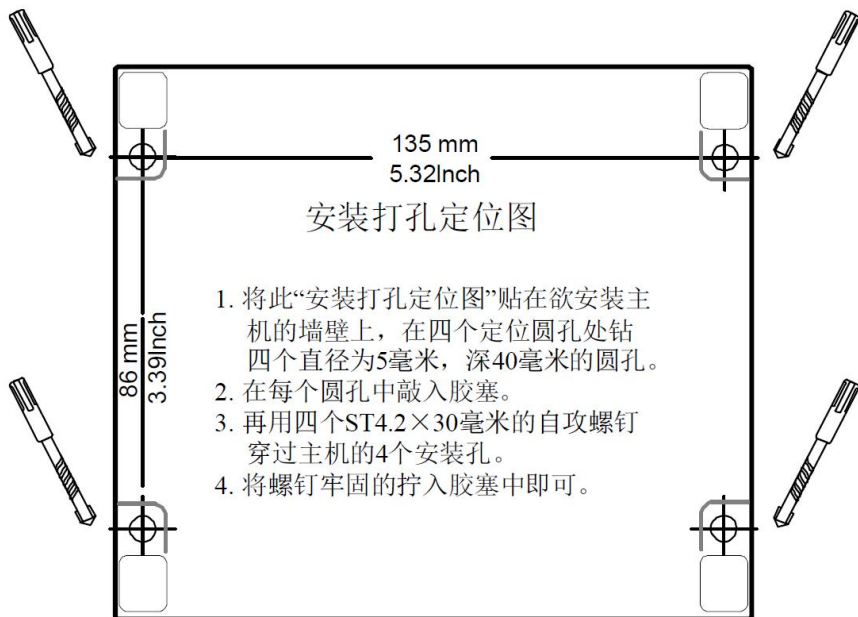 135 mm
5.32Inch
安装打孔定位图
86 mm
3.39Inch
1. 将此“安装打孔定位图”贴在欲安装主
机的墙壁上，在四个定位圆孔处钻
四个直径为5毫米，深40毫米的圆孔。
2. 在每个圆孔中敲入胶塞。
3. 再用四个ST4.2×30毫米的自攻螺钉
穿过主机的4个安装孔。
4. 将螺钉牢固的拧入胶塞中即可。